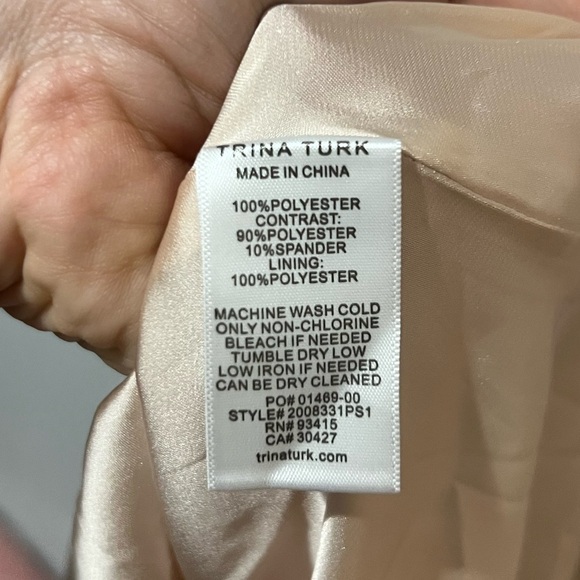 TRINA TURK
MADE IN CHINA
100%POLYESTER
CONTRAST:
90%POLYESTER
10%SPANDER
LINING:
100%POLYESTER
MACHINE WASH COLD
ONLY NON-CHLORINE
BLEACH IF NEEDED
TUMBLE DRY LOW
LOW IRON IF NEEDED
CAN BE DRY CLEANED
PO# 01469-00
STYLE# 2008331PS1
RN# 93415
CA# 30427
trinaturk.com